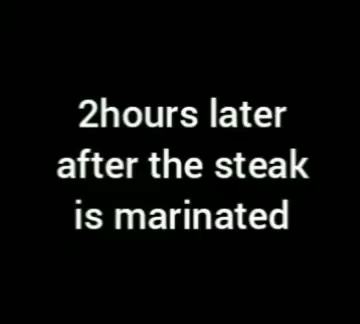 2hours later
after the steak
is marinated